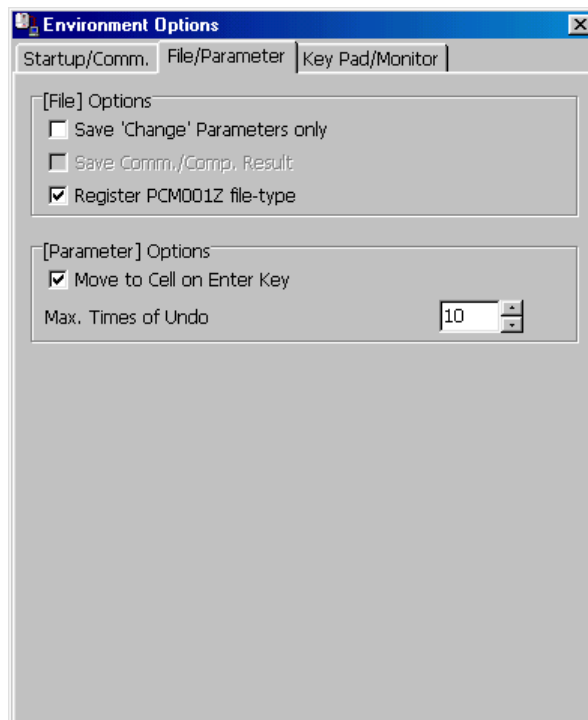 Environment Options
Startup/Comm. File/Parameter Key Pad/Monitor
[File] Options
Save 'Change' Parameters only
Save Comm./Comp. Result
Register PCM001Z file-type
[Parameter] Options
Move to Cell on Enter Key
Max. Times of Undo 10